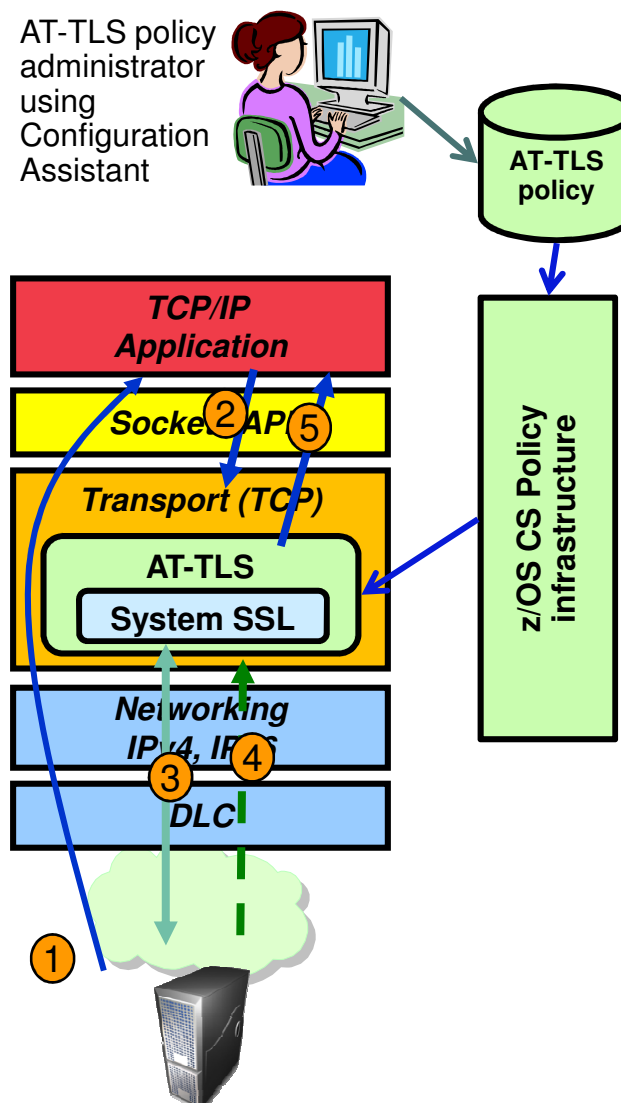 AT-TLS policy
administrator
using
Configuration
Assistant
AT-TLS
policy
TCP/IP
Application
2
5
Transport (TCP)
AT-TLS
System SSL
z/OS CS Policy
infrastructure
Networking
IPv4,
3
4
DLC
1